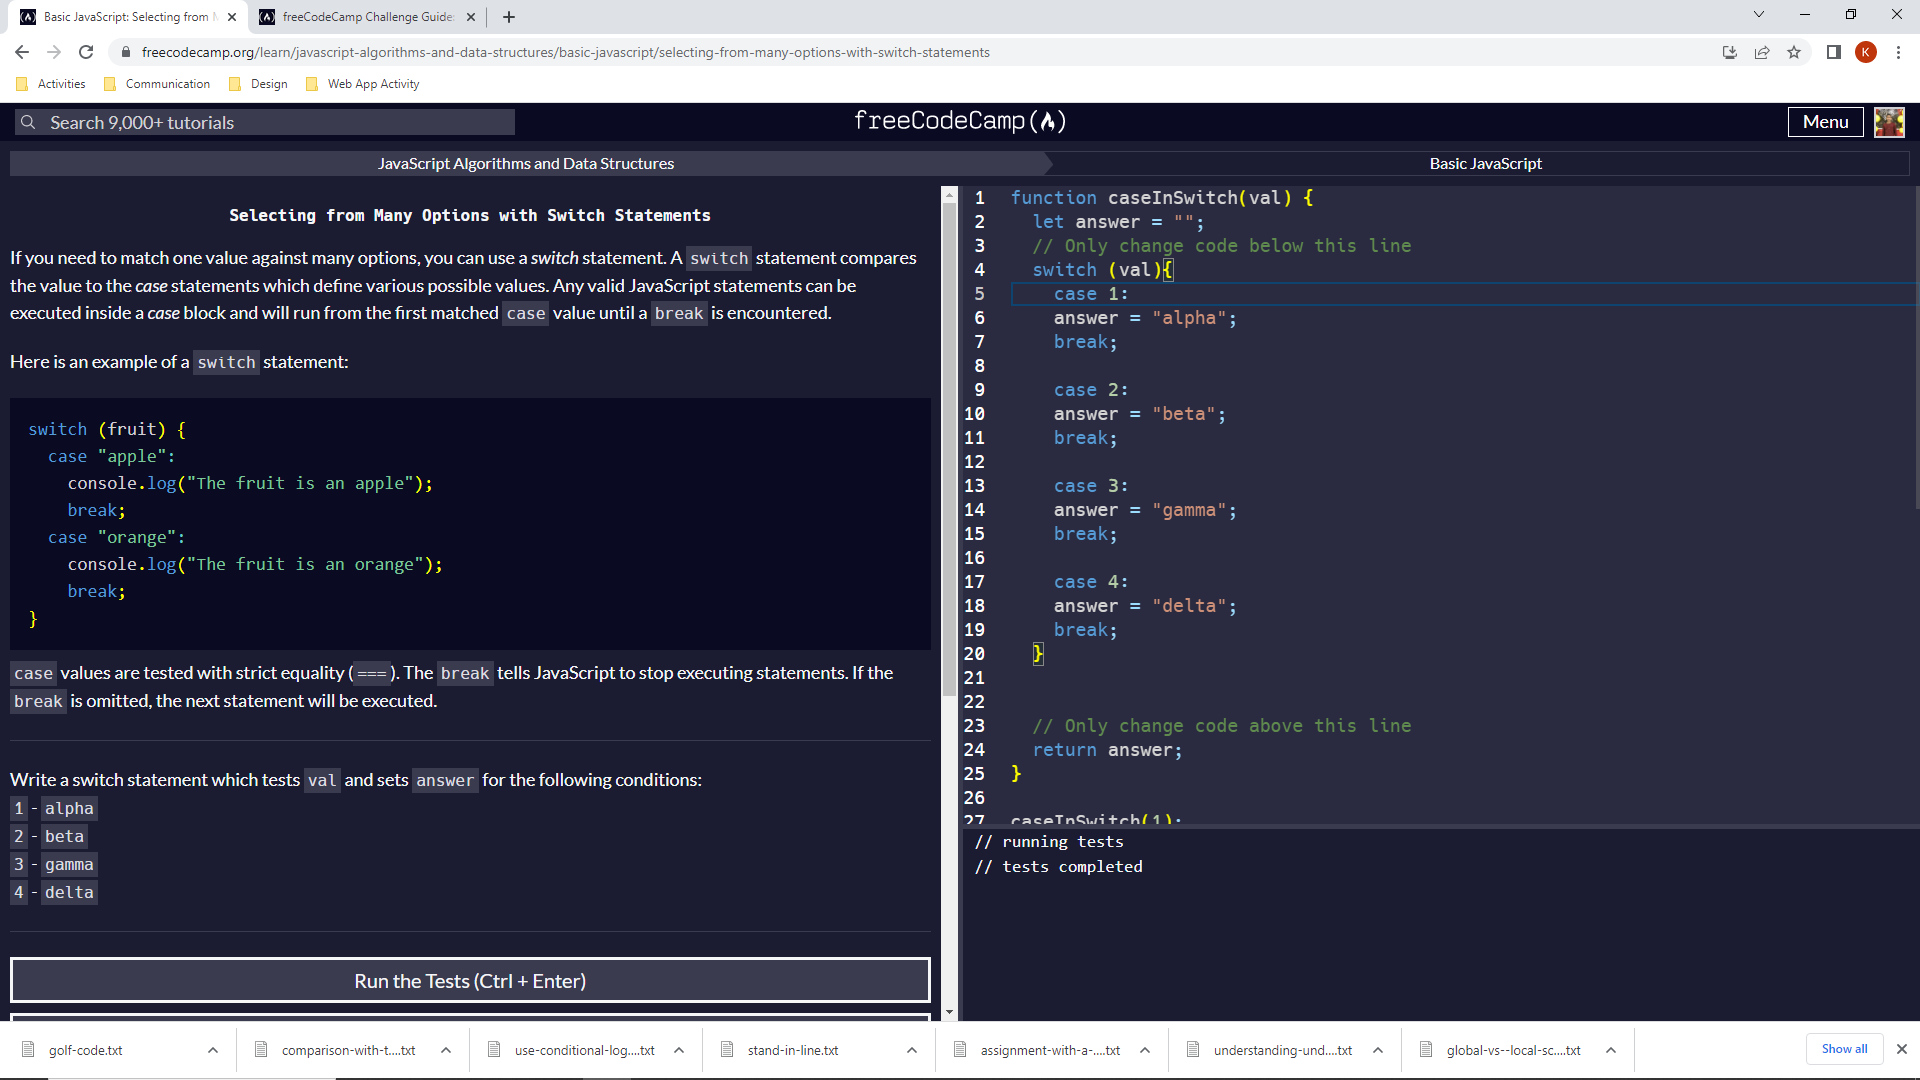 Basic JavaScript: Selecting from M
freeCodeCamp Challenge Guide:
freecodecamp.org/learn/javascript-algorithms-and-data-structures/basic-javascript/selecting-from-many-options-with-switch-statements
K
Activities
Communication
Design
Web App Activity
Search 9,000+ tutorials
freeCodeCamp
Menu
JavaScript Algorithms and Data Structures
Basic JavaScript
Selecting from Many Options with Switch Statements
If you need to match one value against many options, you can use a switch statement. A switch statement compares
the value to the case statements which define various possible values. Any valid JavaScript statements can be
executed inside a case block and will run from the first matched case value until a break is encountered.
Here is an example of a switch statement:
switch (fruit) {
case "apple":
console.log("The fruit is an apple");
break;
case "orange":
console.log("The fruit is an orange");
break;
}
case values are tested with strict equality (===). The break tells JavaScript to stop executing statements. If the
break is omitted, the next statement will be executed.
Write a switch statement which tests val and sets answer for the following conditions:
1 - alpha
2 - beta
3 - gamma
4 - delta
Run the Tests (Ctrl + Enter)
1 function caseInSwitch(val) {
2 let answer = "";
3 // Only change code below this line
4 switch (val){
5 case 1:
6 answer = "alpha";
7 break;
8
9 case 2:
10 answer = "beta";
11 break;
12
13 case 3:
14 answer = "gamma";
15 break;
16
17 case 4:
18 answer = "delta";
19 break;
20 }
21
22
23 // Only change code above this line
24 return answer;
25 }
26
27 caseInSwitch(1);
// running tests
// tests completed
golf-code.txt
comparison-with-t....txt
use-conditional-log....txt
stand-in-line.txt
assignment-with-a-....txt
understanding-und....txt
global-vs--local-sc....txt
Show all